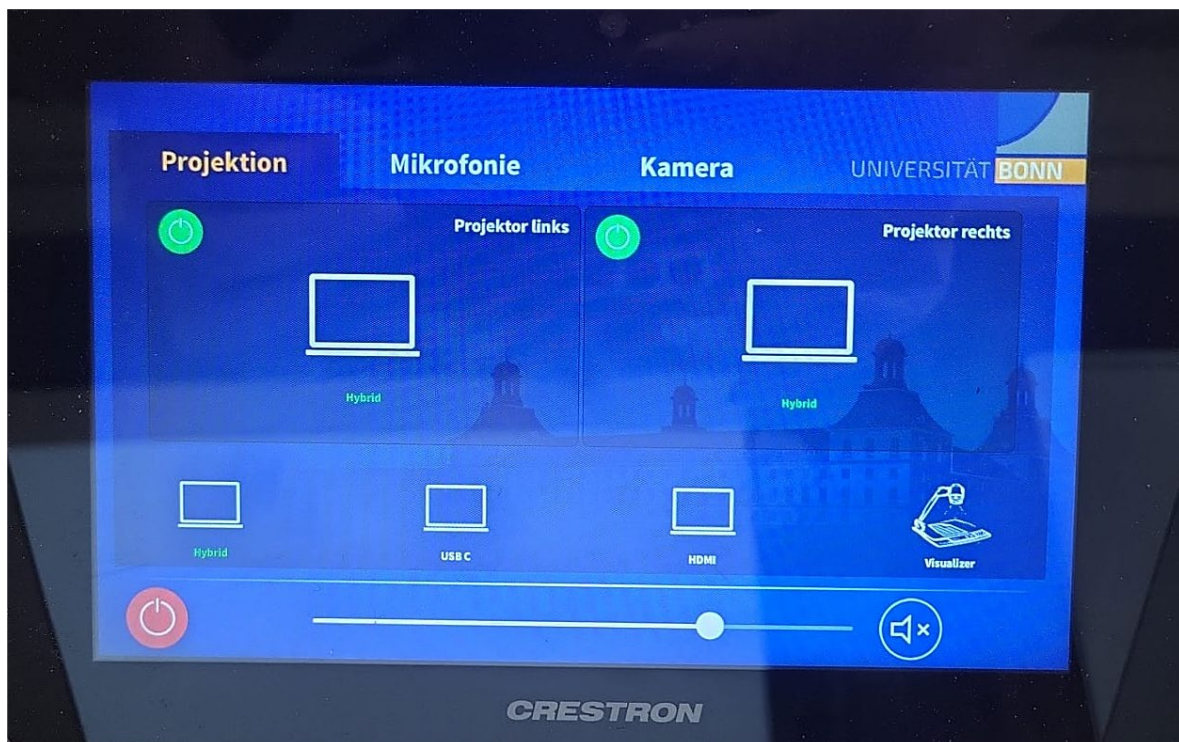 Projektion Mikrofonie Kamera UNIVERSITÄT BONN
Projektor links Projektor rechts
Hybrid Hybrid
Hybrid USB C HDMI Visualizer
CRESTRON